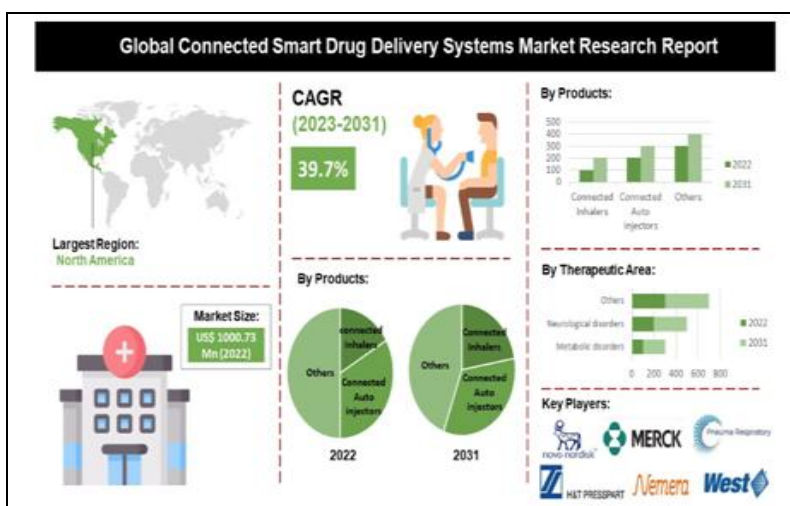 Global Connected Smart Drug Delivery Systems Market Research Report
Largest Region:
North America
Market Size:
US$ 1000.73
Mn (2022)
CAGR
(2023-2031)
39.7%
By Products:
connected
Inhalers
Others
Connected
Auto
injectors
2022
Connected
Inhalers
Others
Connected
Auto
injectors
2031
By Products:
500
400
300
200
100
0
Connected
Inhalers
Connected
Auto
injectors
Others
2022
2031
By Therapeutic Area:
Others
Neurological disorders
Metabolic disorders
0 200 400 600 800
2022
2031
Key Players:
novo nordisk
MERCK
Pneuma Respiratory
H&T PRESSPART
Nemera
West